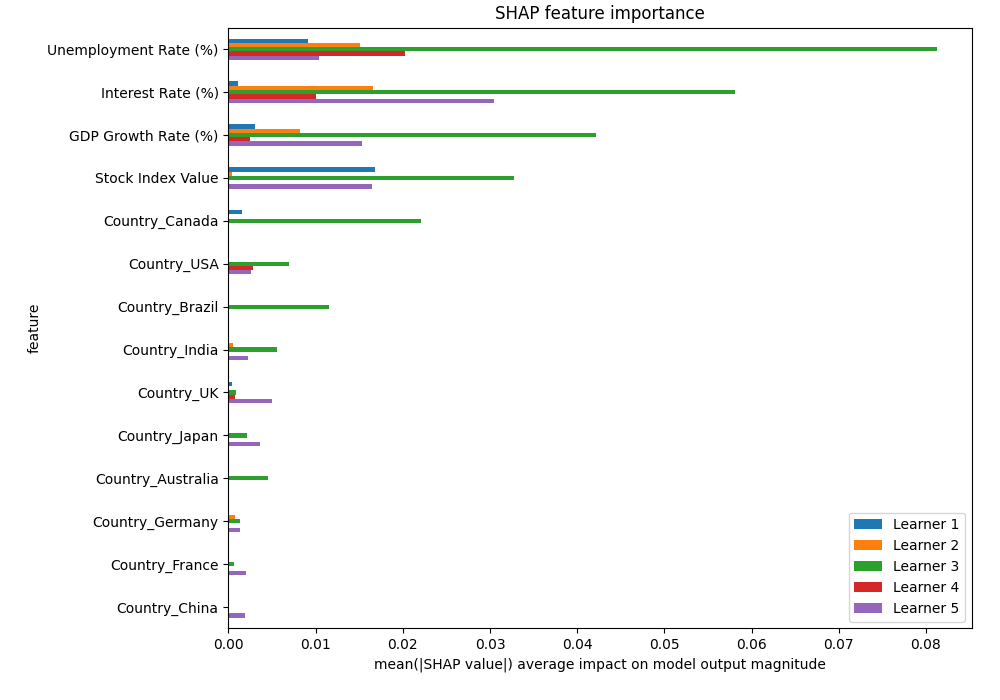 SHAP feature importance
Unemployment Rate (%)
Interest Rate (%)
GDP Growth Rate (%)
Stock Index Value
Country_Canada
Country_USA
Country_Brazil
Country_India
Country_UK
Country_Japan
Country_Australia
Country_Germany
Country_France
Country_China
feature
Learner 1
Learner 2
Learner 3
Learner 4
Learner 5
0.00 0.01 0.02 0.03 0.04 0.05 0.06 0.07 0.08
mean(|SHAP value|) average impact on model output magnitude